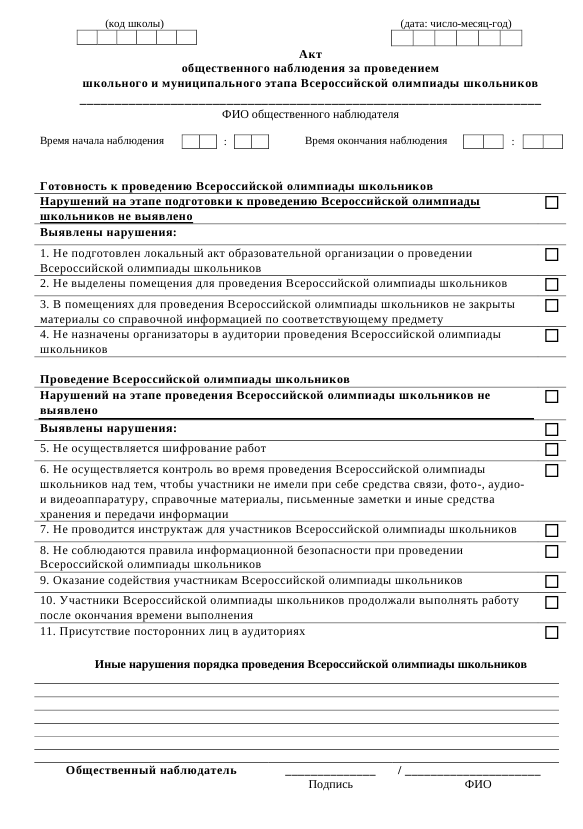 (код школы) (дата: число-месяц-год)
Акт
общественного наблюдения за проведением
школьного и муниципального этапа Всероссийской олимпиады школьников
ФИО общественного наблюдателя
Время начала наблюдения : Время окончания наблюдения :
Готовность к проведению Всероссийской олимпиады школьников
Нарушений на этапе подготовки к проведению Всероссийской олимпиады
школьников не выявлено
Выявлены нарушения:
1. Не подготовлен локальный акт образовательной организации о проведении
Всероссийской олимпиады школьников
2. Не выделены помещения для проведения Всероссийской олимпиады школьников
3. В помещениях для проведения Всероссийской олимпиады школьников не закрыты
материалы со справочной информацией по соответствующему предмету
4. Не назначены организаторы в аудитории проведения Всероссийской олимпиады
школьников
Проведение Всероссийской олимпиады школьников
Нарушений на этапе проведения Всероссийской олимпиады школьников не
выявлено
Выявлены нарушения:
5. Не осуществляется шифрование работ
6. Не осуществляется контроль во время проведения Всероссийской олимпиады
школьников над тем, чтобы участники не имели при себе средства связи, фото-, аудио-
и видеоаппаратуру, справочные материалы, письменные заметки и иные средства
хранения и передачи информации
7. Не проводится инструктаж для участников Всероссийской олимпиады школьников
8. Не соблюдаются правила информационной безопасности при проведении
Всероссийской олимпиады школьников
9. Оказание содействия участникам Всероссийской олимпиады школьников
10. Участники Всероссийской олимпиады школьников продолжали выполнять работу
после окончания времени выполнения
11. Присутствие посторонних лиц в аудиториях
Иные нарушения порядка проведения Всероссийской олимпиады школьников
Общественный наблюдатель ______________ / _____________________
Подпись ФИО